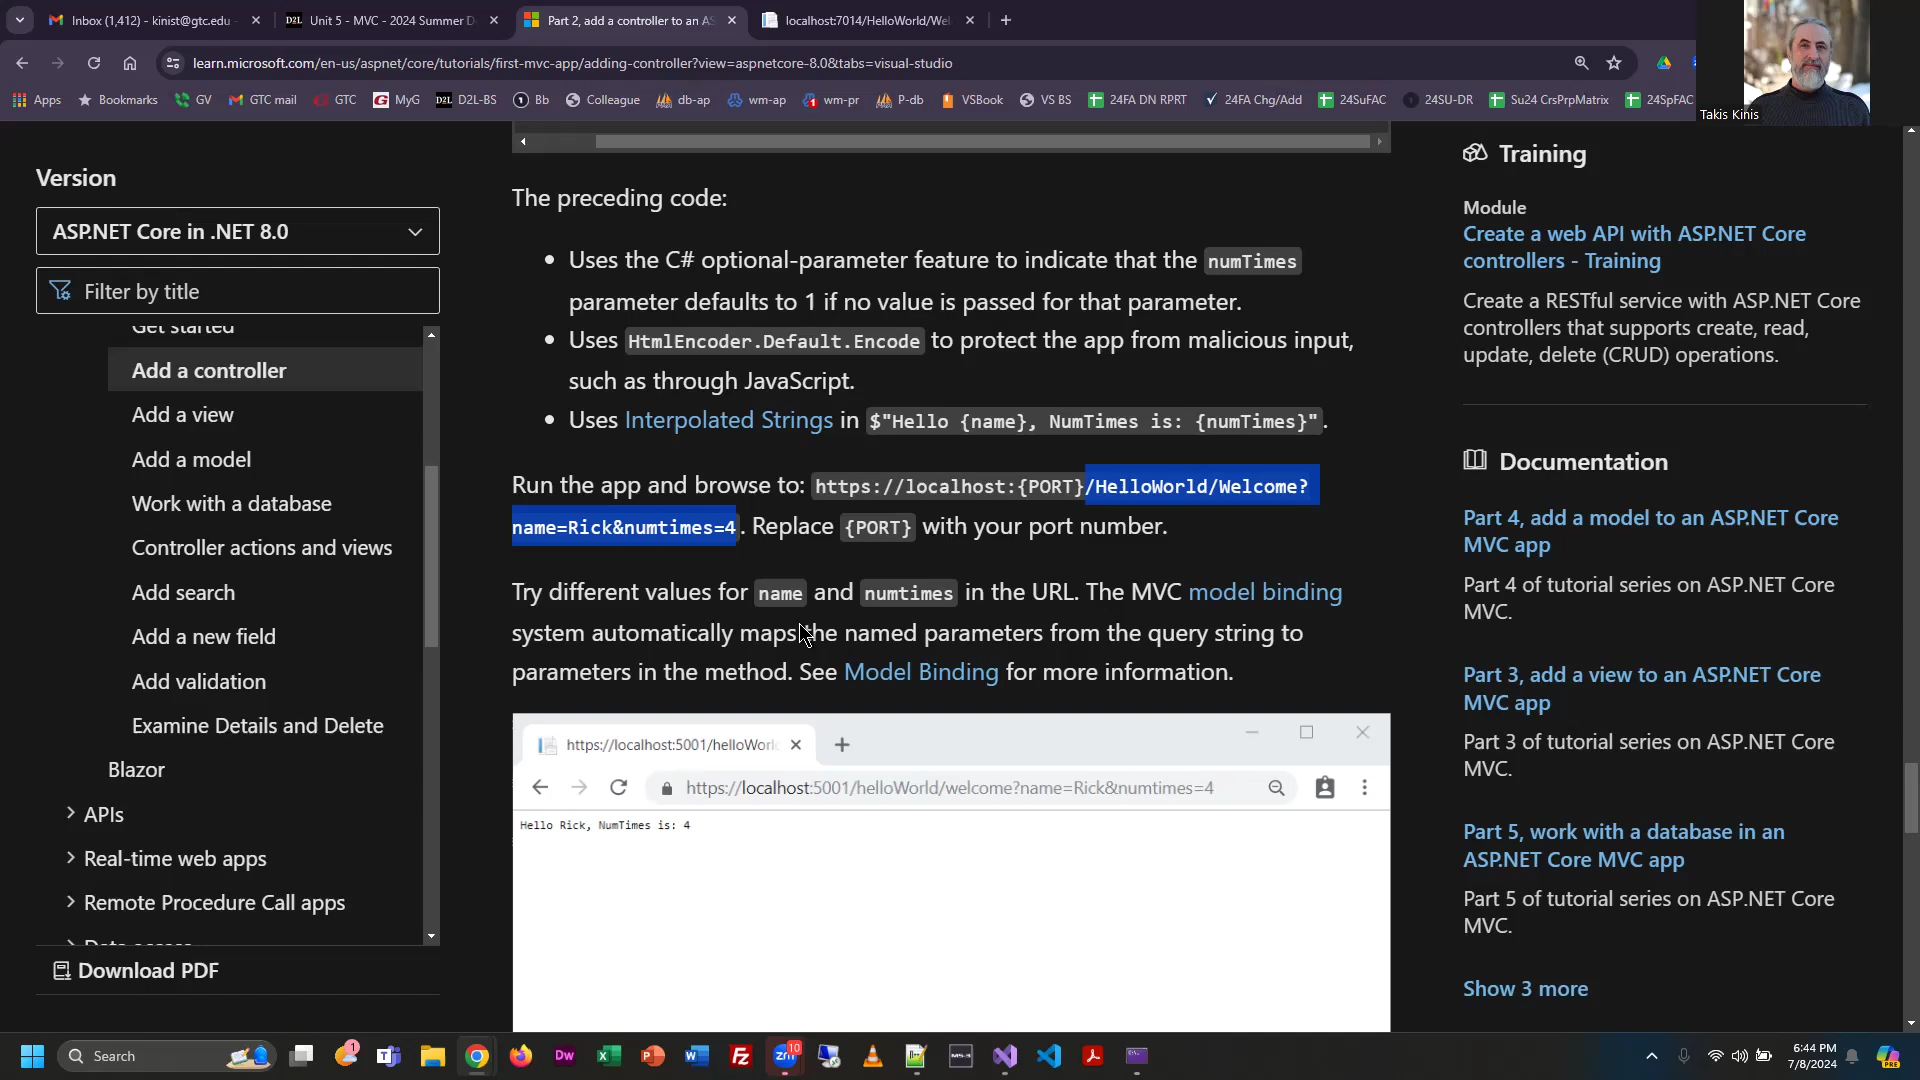 Inbox (1,412) - kinist@gtc.edu
Unit 5 - MVC - 2024 Summer D
Part 2, add a controller to an AS
localhost:7014/HelloWorld/Wel
learn.microsoft.com/en-us/aspnet/core/tutorials/first-mvc-app/adding-controller?view=aspnetcore-8.0&tabs=visual-studio
Apps
Bookmarks
GV
GTC mail
GTC
MyG
D2L-BS
Bb
Colleague
db-ap
wm-ap
wm-pr
P-db
VSBook
VS BS
24FA DN RPRT
24FA Chg/Add
24SuFAC
24SU-DR
Su24 CrsPrpMatrix
24SpFAC
Takis Kinis
Version
ASP.NET Core in .NET 8.0
Filter by title
Get started
Add a controller
Add a view
Add a model
Work with a database
Controller actions and views
Add search
Add a new field
Add validation
Examine Details and Delete
Blazor
APIs
Real-time web apps
Remote Procedure Call apps
Data access
Download PDF
The preceding code:
Uses the C# optional-parameter feature to indicate that the numTimes
parameter defaults to 1 if no value is passed for that parameter.
Uses HtmlEncoder.Default.Encode to protect the app from malicious input,
such as through JavaScript.
Uses Interpolated Strings in $"Hello {name}, NumTimes is: {numTimes}".
Run the app and browse to: https://localhost:{PORT}/HelloWorld/Welcome?
name=Rick&numtimes=4. Replace {PORT} with your port number.
Try different values for name and numtimes in the URL. The MVC model binding
system automatically maps the named parameters from the query string to
parameters in the method. See Model Binding for more information.
https://localhost:5001/helloWorl
https://localhost:5001/helloWorld/welcome?name=Rick&numtimes=4
Hello Rick, NumTimes is: 4
Training
Module
Create a web API with ASP.NET Core
controllers - Training
Create a RESTful service with ASP.NET Core
controllers that supports create, read,
update, delete (CRUD) operations.
Documentation
Part 4, add a model to an ASP.NET Core
MVC app
Part 4 of tutorial series on ASP.NET Core
MVC.
Part 3, add a view to an ASP.NET Core
MVC app
Part 3 of tutorial series on ASP.NET Core
MVC.
Part 5, work with a database in an
ASP.NET Core MVC app
Part 5 of tutorial series on ASP.NET Core
MVC.
Show 3 more
Search
6:44 PM
7/8/2024